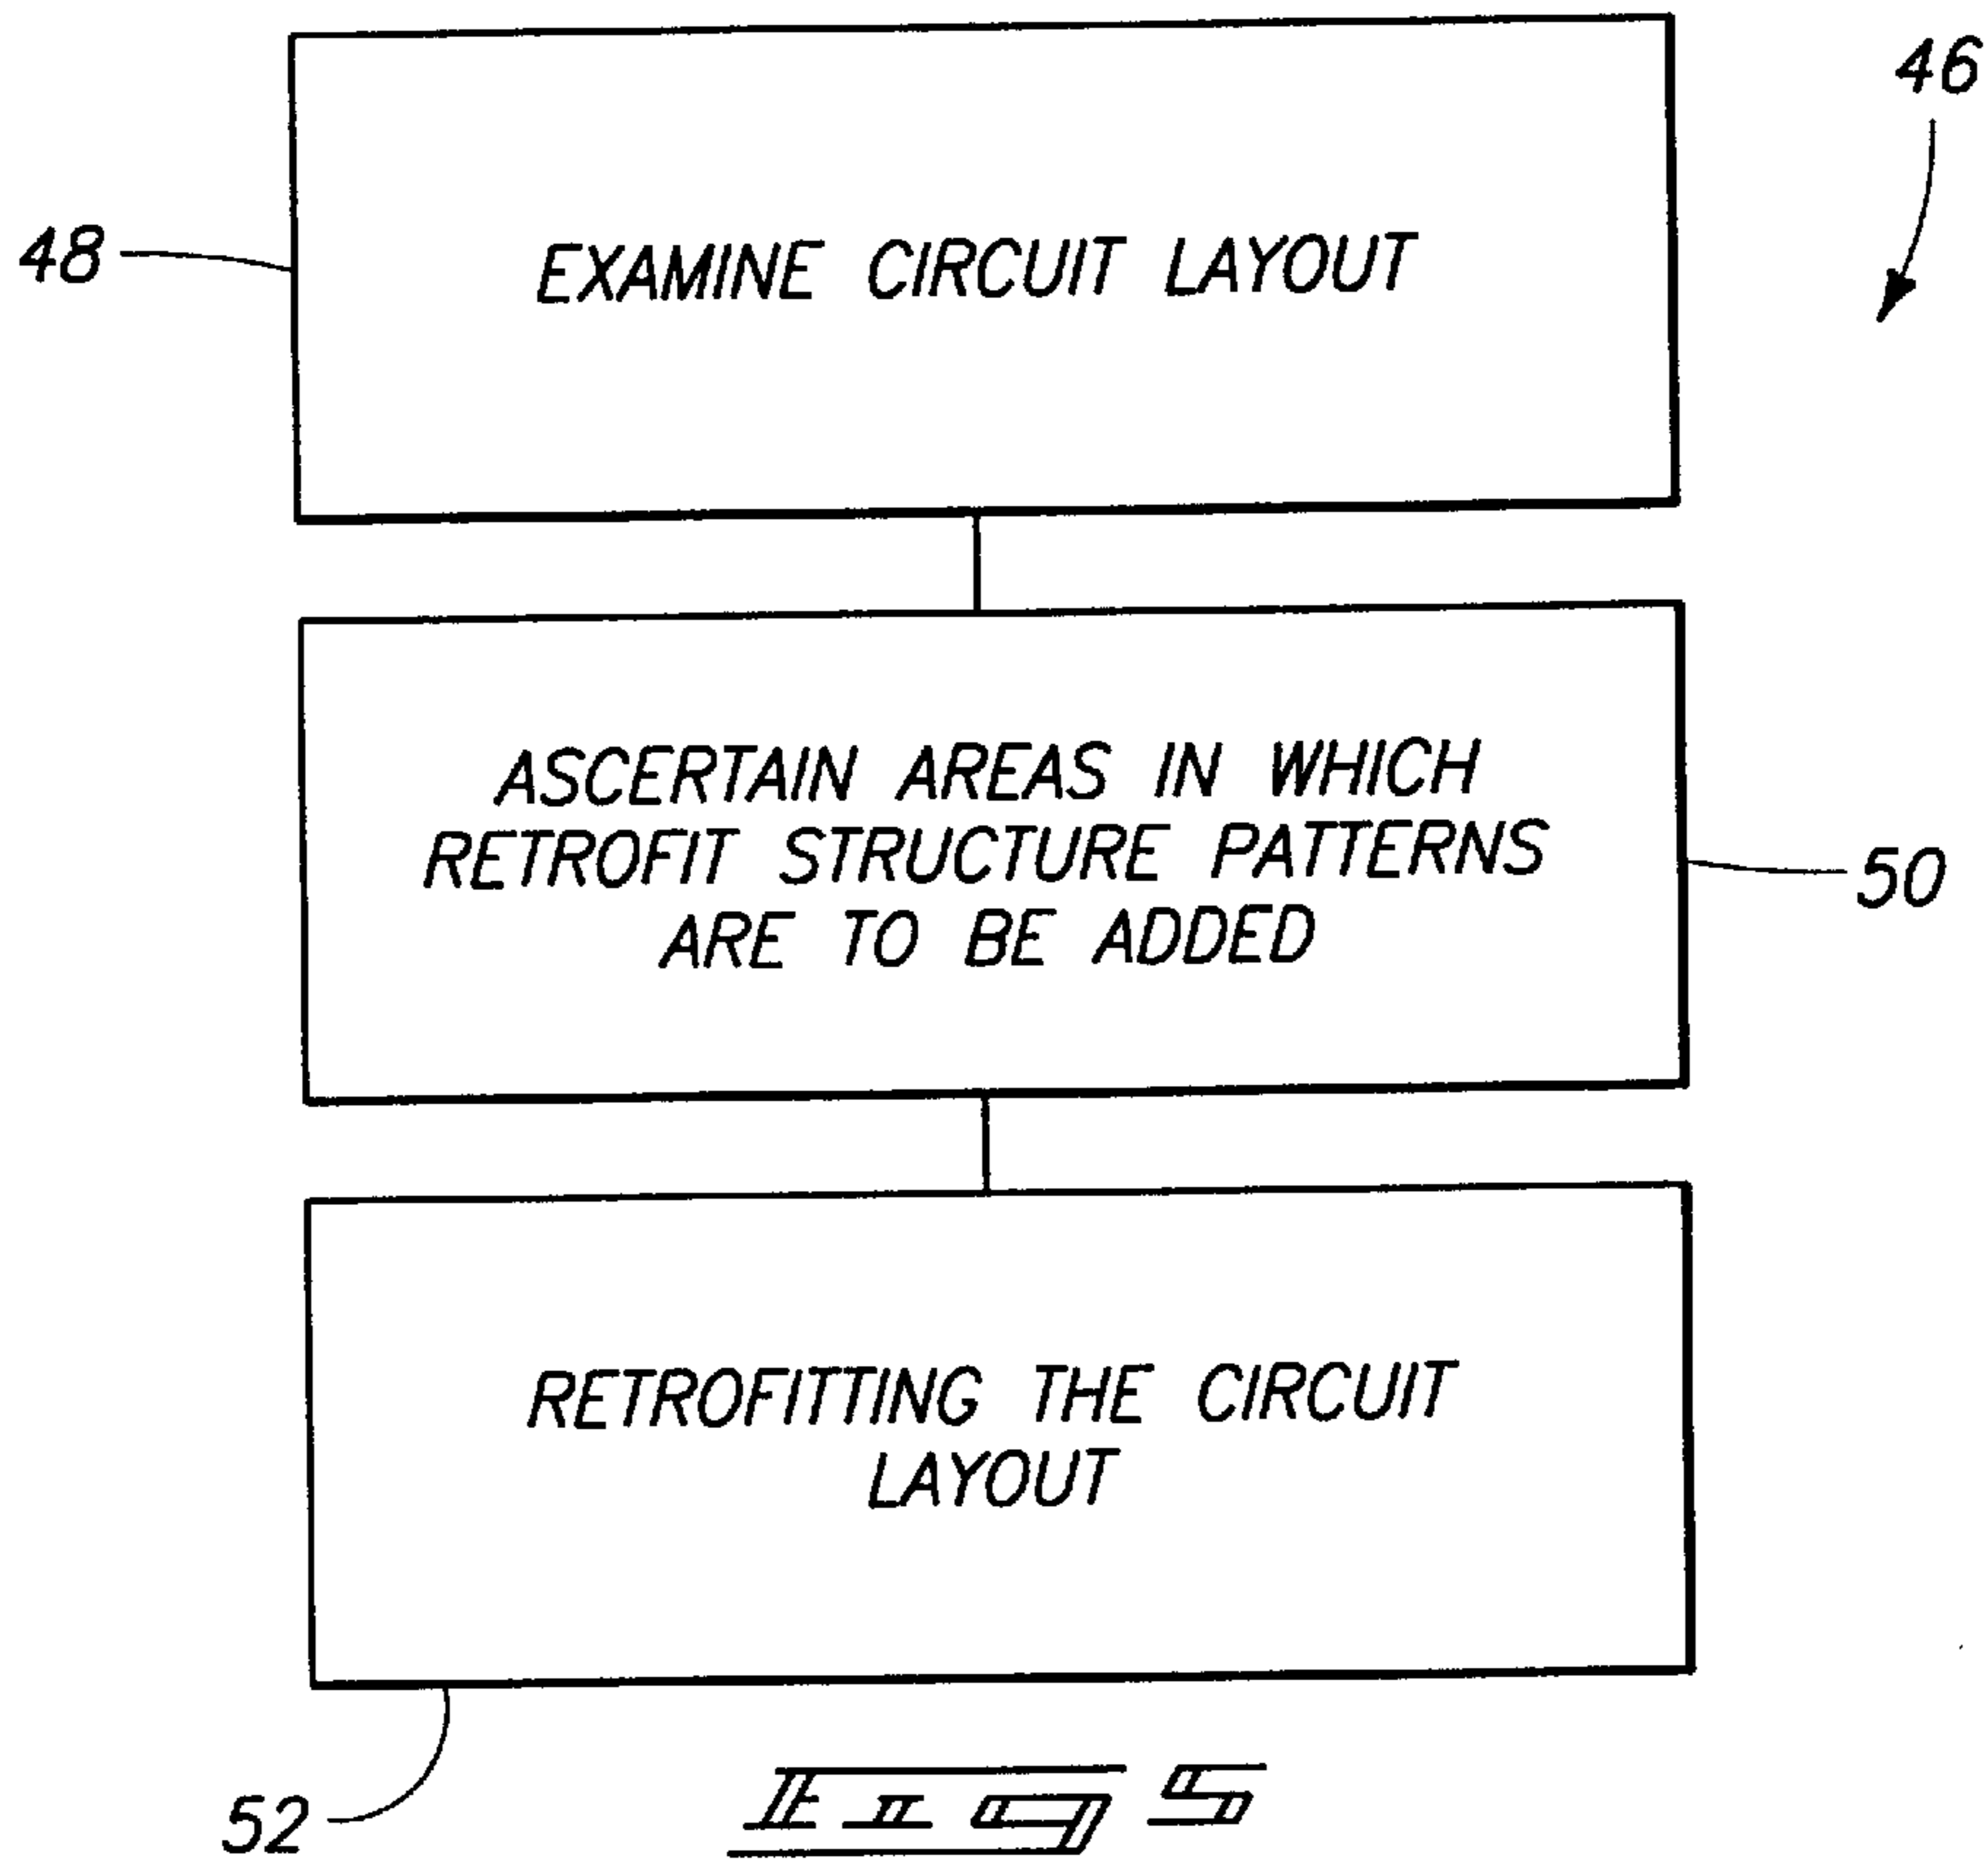 46
48
EXAMINE CIRCUIT LAYOUT
ASCERTAIN AREAS IN WHICH
RETROFIT STRUCTURE PATTERNS
ARE TO BE ADDED
50
RETROFITTING THE CIRCUIT
LAYOUT
52
Fig 5